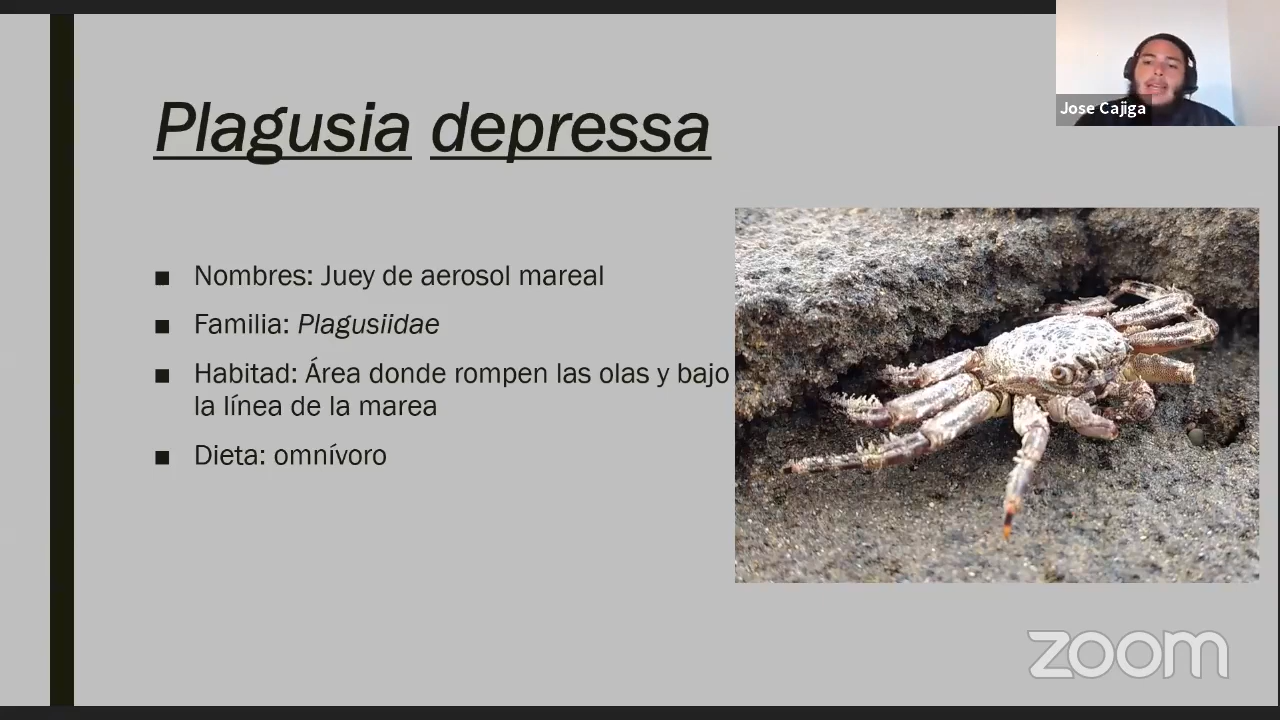 Jose Cajiga
Plagusia depressa
Nombres: Juey de aerosol mareal
Familia: Plagusiidae
Habitad: Área donde rompen las olas y bajo
la línea de la marea
Dieta: omnívoro
zoom